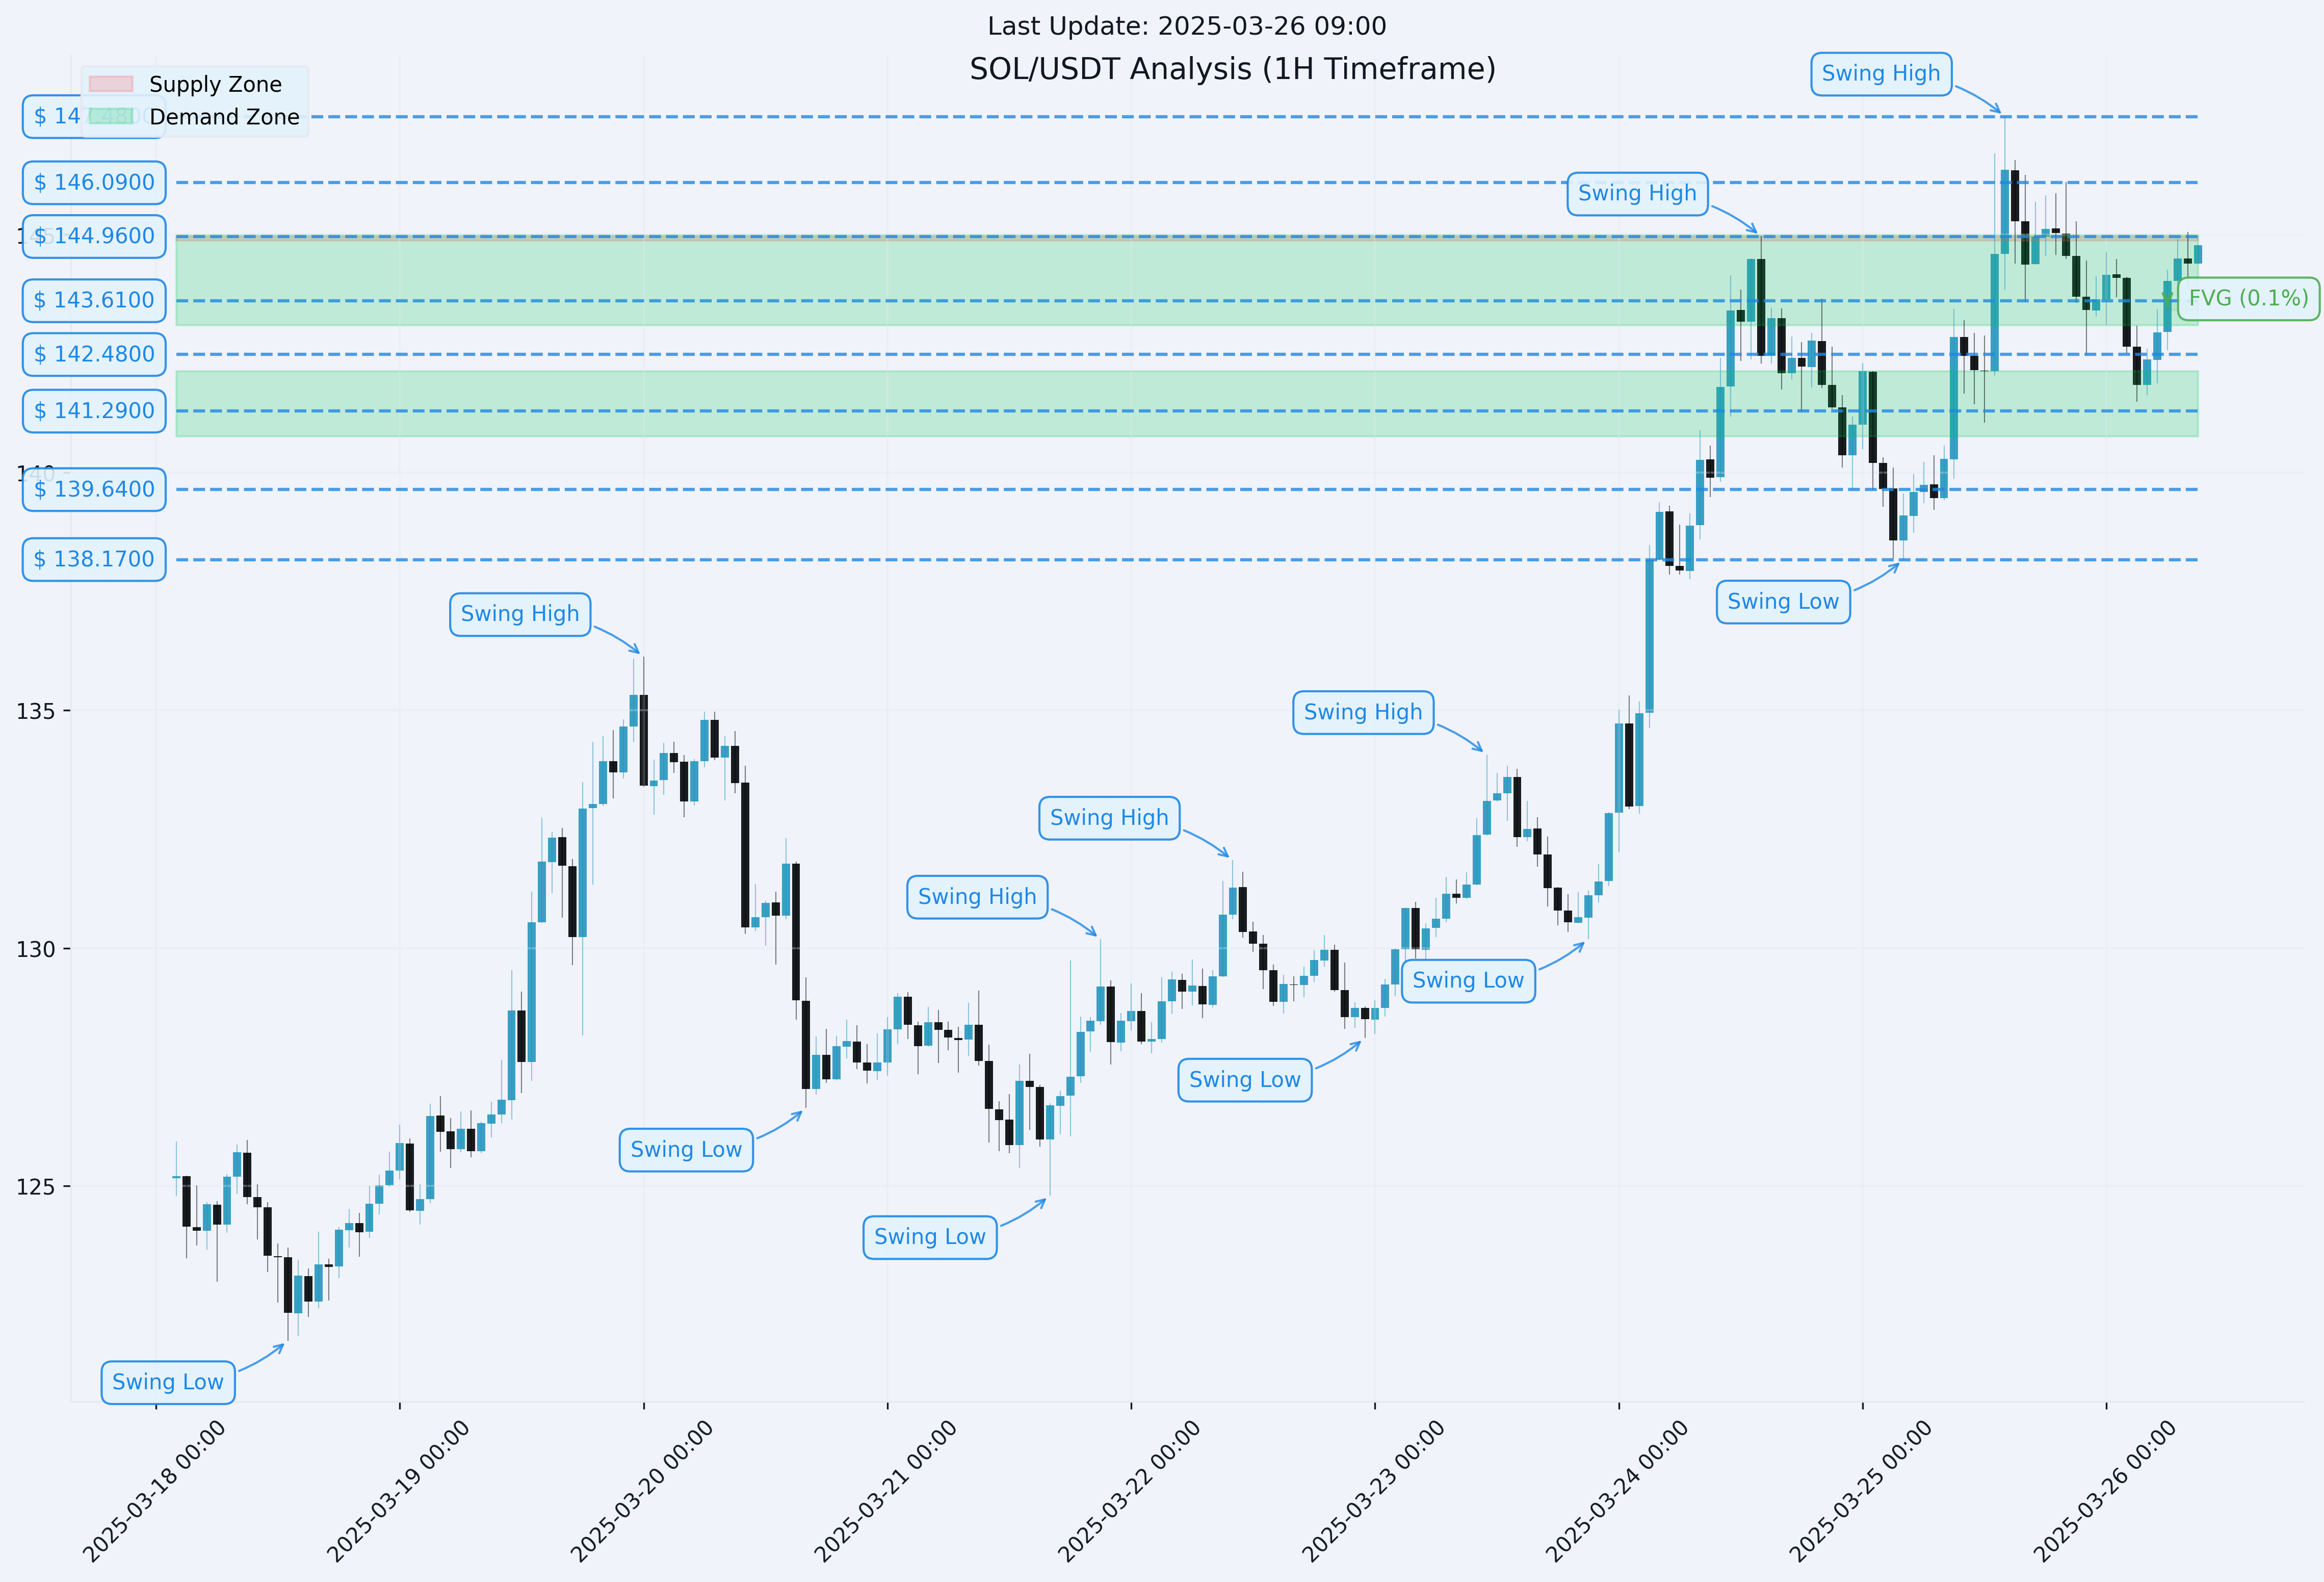 Last Update: 2025-03-26 09:00
SOL/USDT Analysis (1H Timeframe)
Supply Zone
Demand Zone
$ 147.4800
$ 146.0900
$ 144.9600
$ 143.6100
$ 142.4800
$ 141.2900
140
$ 139.6400
$ 138.1700
135
130
125
Swing High
Swing High
Swing High
Swing High
Swing High
Swing High
Swing Low
Swing Low
Swing Low
Swing Low
Swing Low
Swing Low
FVG (0.1%)
2025-03-18 00:00
2025-03-19 00:00
2025-03-20 00:00
2025-03-21 00:00
2025-03-22 00:00
2025-03-23 00:00
2025-03-24 00:00
2025-03-25 00:00
2025-03-26 00:00